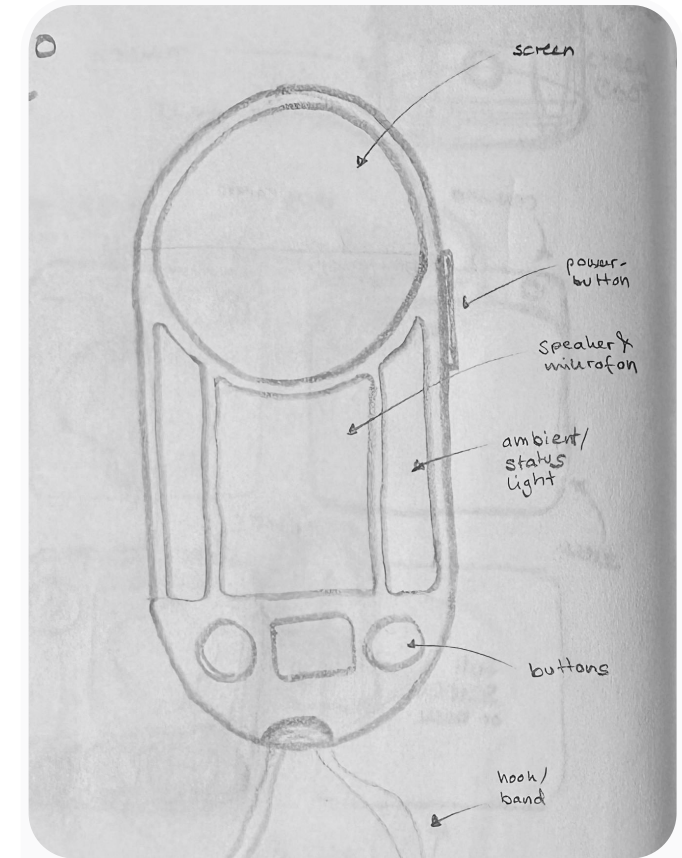 screen
power-
button
speaker &
mikrofon
ambient/
status
light
buttons
hook/
band